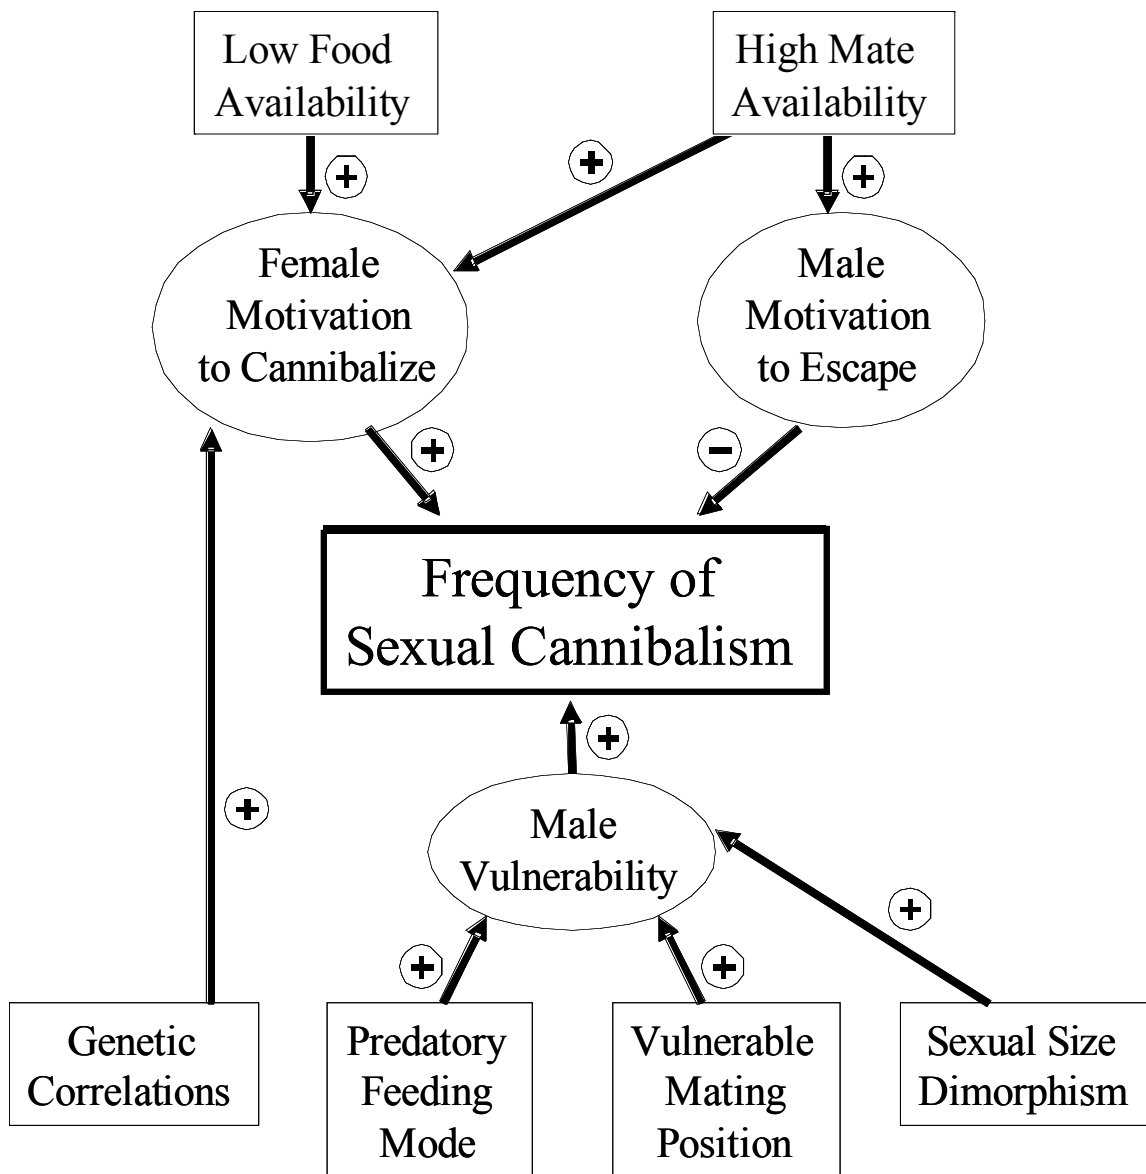 Low Food
Availability
High Mate
Availability
+
+
+
Female
Motivation
to Cannibalize
Male
Motivation
to Escape
+
−
Frequency of
Sexual Cannibalism
+
+
Male
Vulnerability
+
+
+
Genetic
Correlations
Predatory
Feeding
Mode
Vulnerable
Mating
Position
Sexual Size
Dimorphism